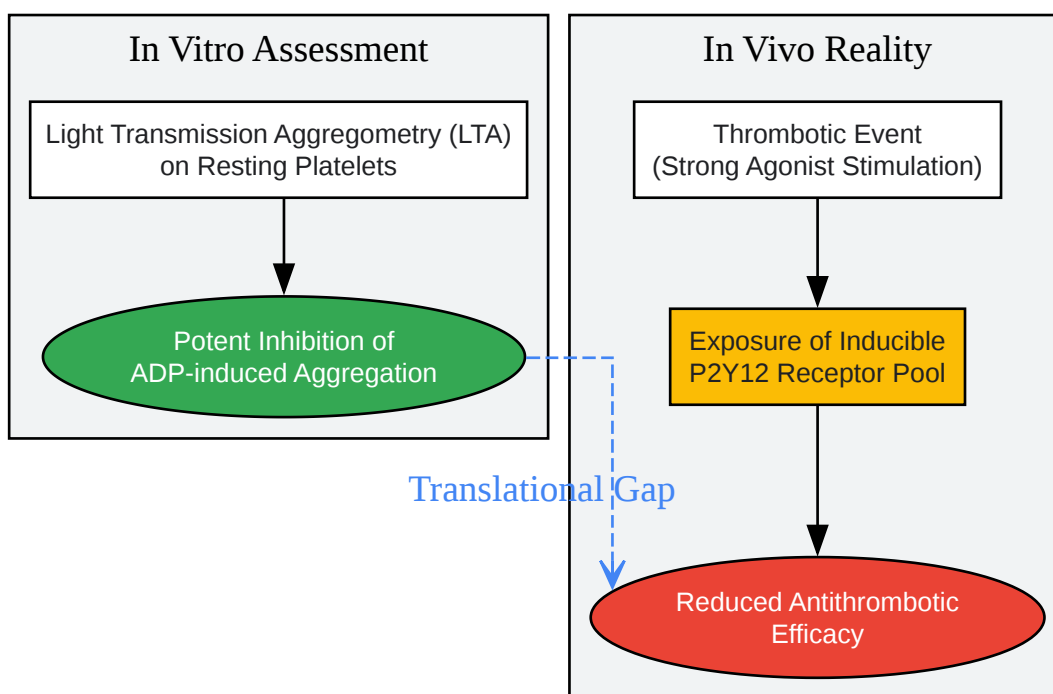 In Vitro Assessment
Light Transmission Aggregometry (LTA)
on Resting Platelets
Potent Inhibition of
ADP-induced Aggregation
In Vivo Reality
Thrombotic Event
(Strong Agonist Stimulation)
Exposure of Inducible
P2Y12 Receptor Pool
Translational Gap
Reduced Antithrombotic
Efficacy